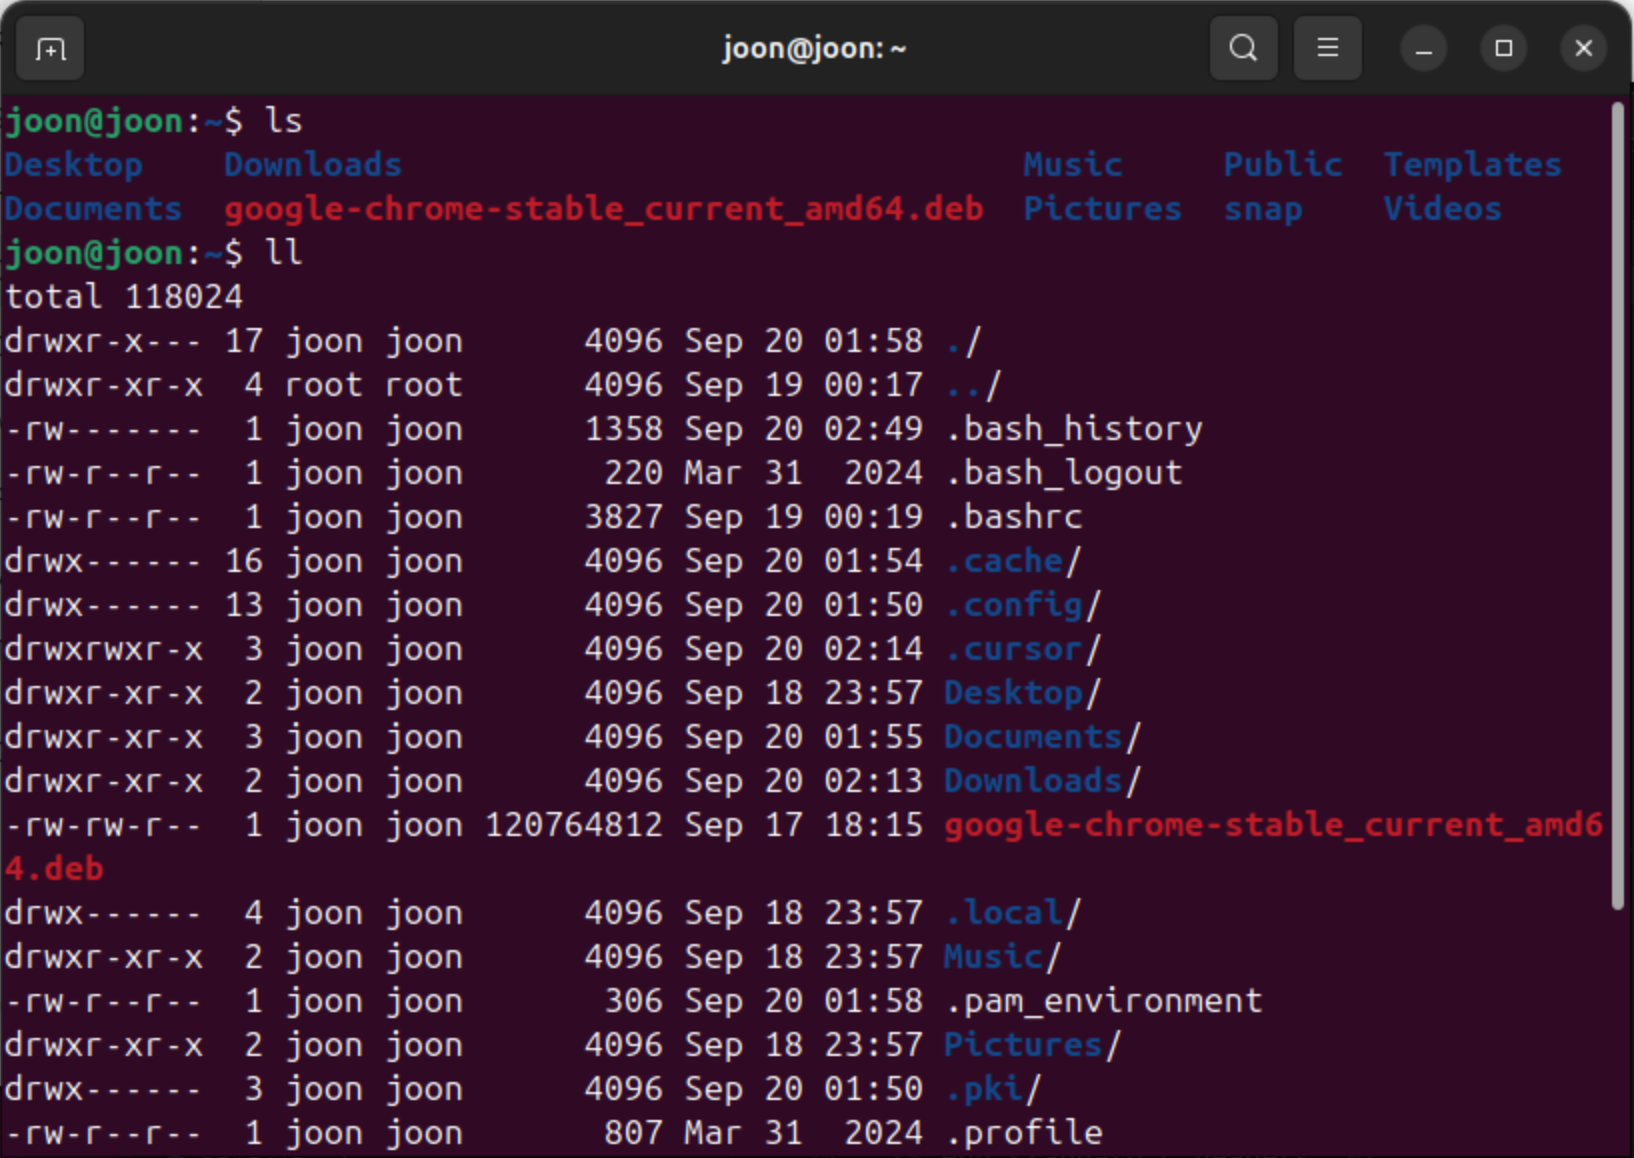 joon@joon: ~
joon@joon:~$ ls
Desktop    Downloads                               Music     Public  Templates
Documents  google-chrome-stable_current_amd64.deb  Pictures  snap    Videos
joon@joon:~$ ll
total 118024
drwxr-x--- 17 joon joon      4096 Sep 20 01:58 ./
drwxr-xr-x  4 root root      4096 Sep 19 00:17 ../
-rw-------  1 joon joon      1358 Sep 20 02:49 .bash_history
-rw-r--r--  1 joon joon       220 Mar 31  2024 .bash_logout
-rw-r--r--  1 joon joon      3827 Sep 19 00:19 .bashrc
drwx------ 16 joon joon      4096 Sep 20 01:54 .cache/
drwx------ 13 joon joon      4096 Sep 20 01:50 .config/
drwxrwxr-x  3 joon joon      4096 Sep 20 02:14 .cursor/
drwxr-xr-x  2 joon joon      4096 Sep 18 23:57 Desktop/
drwxr-xr-x  3 joon joon      4096 Sep 20 01:55 Documents/
drwxr-xr-x  2 joon joon      4096 Sep 20 02:13 Downloads/
-rw-rw-r--  1 joon joon 120764812 Sep 17 18:15 google-chrome-stable_current_amd6
4.deb
drwx------  4 joon joon      4096 Sep 18 23:57 .local/
drwxr-xr-x  2 joon joon      4096 Sep 18 23:57 Music/
-rw-r--r--  1 joon joon       306 Sep 20 01:58 .pam_environment
drwxr-xr-x  2 joon joon      4096 Sep 18 23:57 Pictures/
drwx------  3 joon joon      4096 Sep 20 01:50 .pki/
-rw-r--r--  1 joon joon       807 Mar 31  2024 .profile